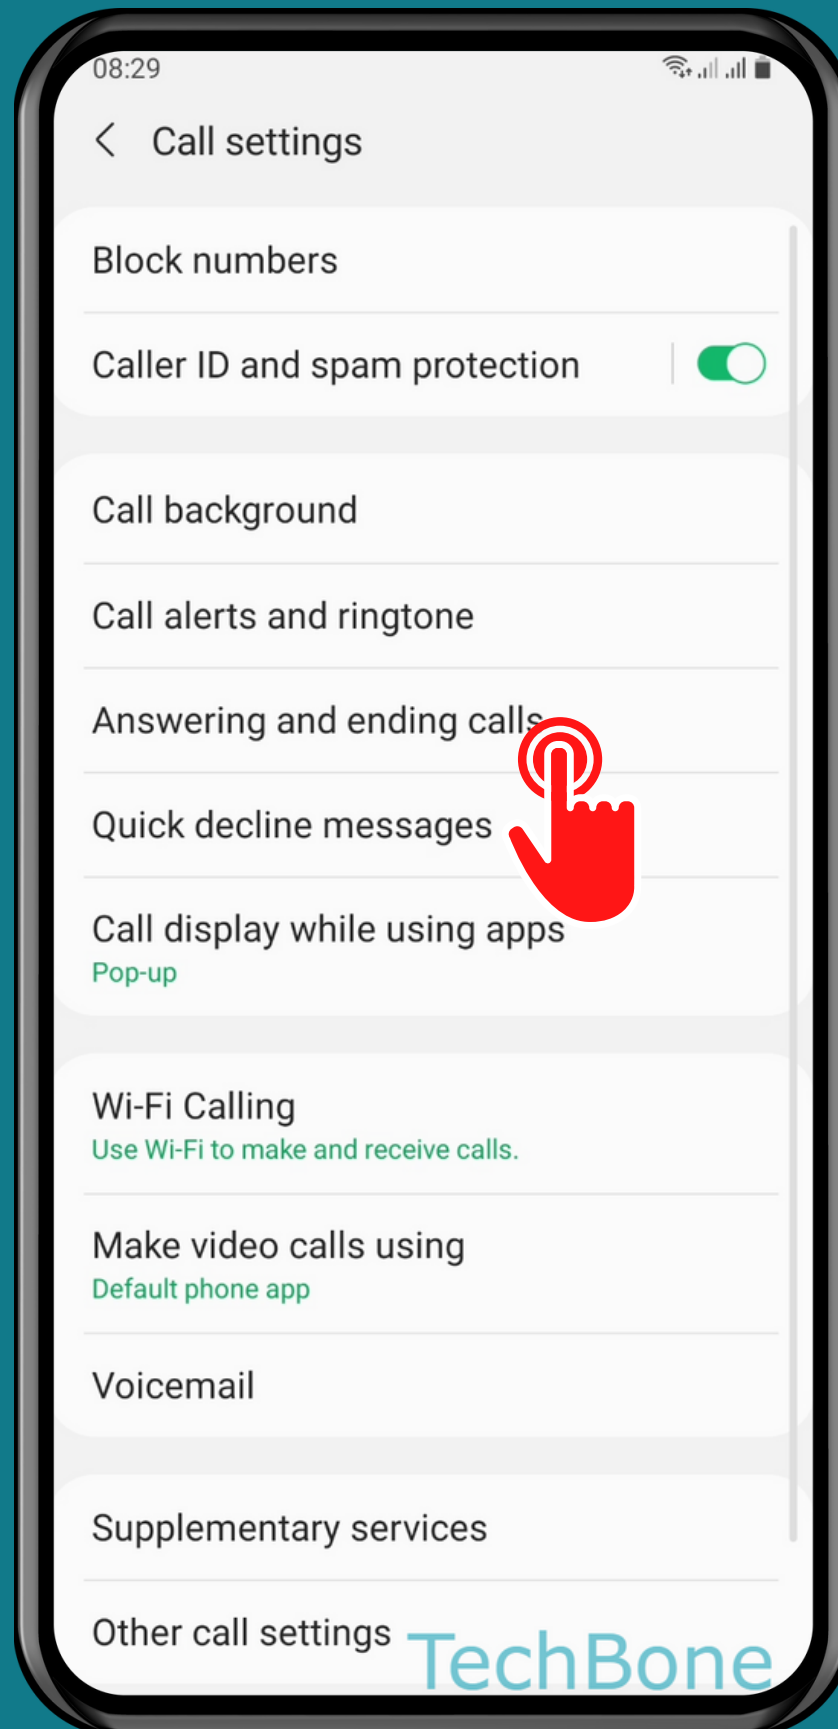 08:29
Call settings
Block numbers
Caller ID and spam protection
Call background
Call alerts and ringtone
Answering and ending calls
Quick decline messages
Call display while using apps
Pop-up
Wi-Fi Calling
Use Wi-Fi to make and receive calls.
Make video calls using
Default phone app
Voicemail
Supplementary services
Other call settings
TechBone